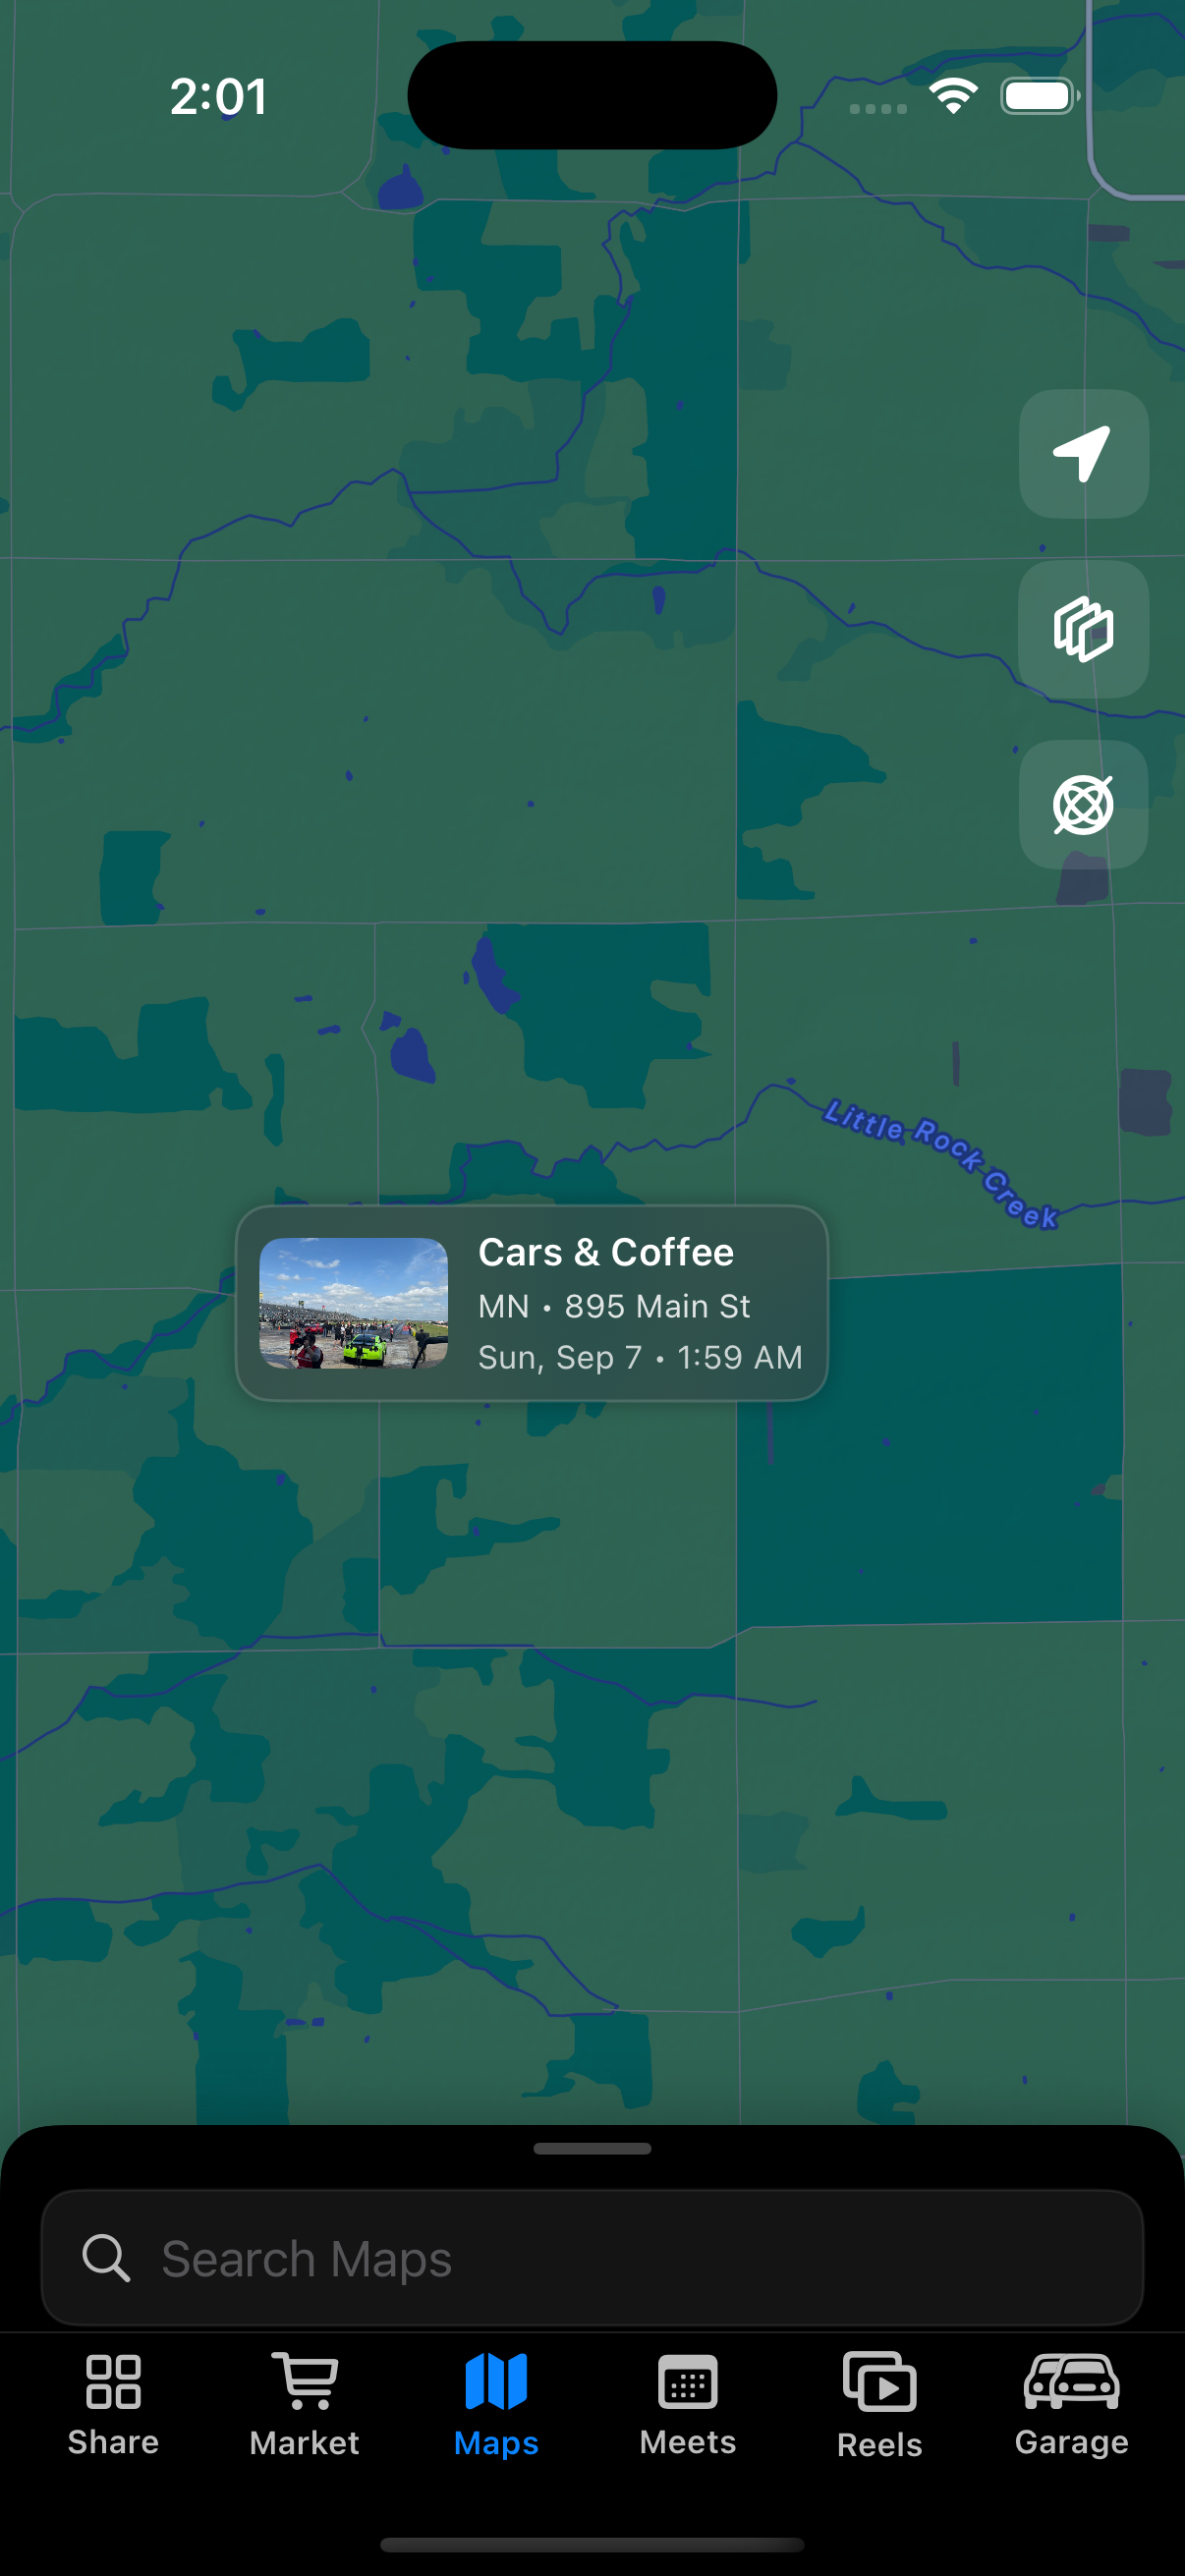 2:01
Little Rock Creek
Cars & Coffee
MN • 895 Main St
Sun, Sep 7 • 1:59 AM
Search Maps
Share
Market
Maps
Meets
Reels
Garage